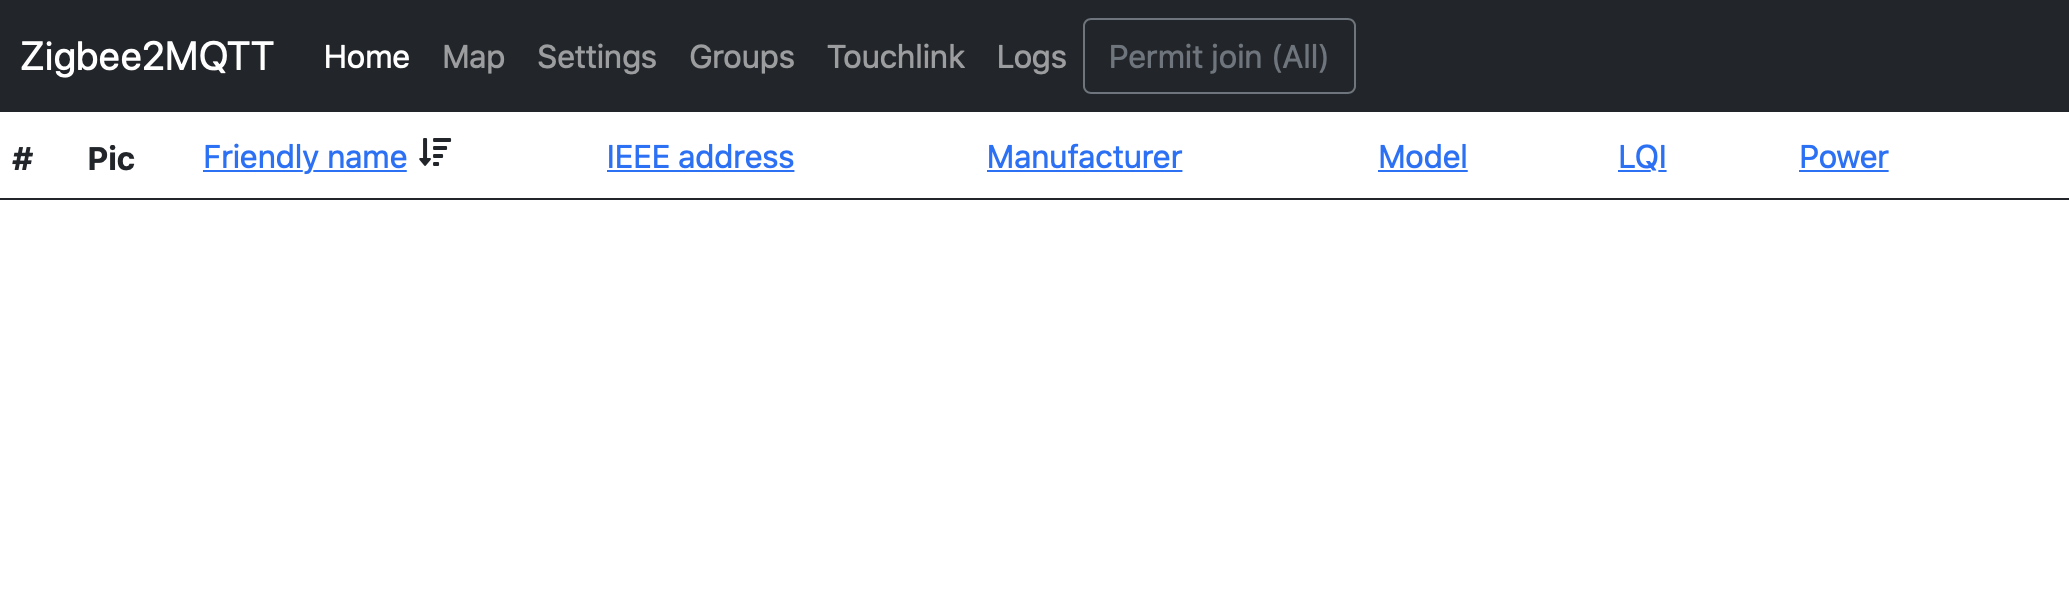 Zigbee2MQTT Home Map Settings Groups Touchlink Logs Permit join (All)
# Pic Friendly name IEEE address Manufacturer Model LQI Power